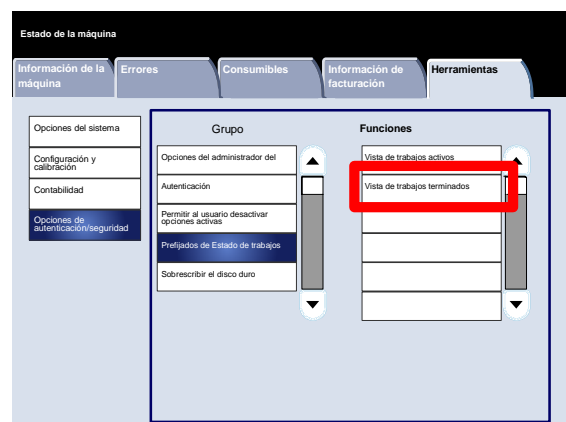 Estado de la máquina
Información de la
máquina
Errores
Consumibles
Información de
facturación
Herramientas
Opciones del sistema
Configuración y
calibración
Contabilidad
Opciones de
autenticación/seguridad
Grupo
Opciones del administrador del
Autenticación
Permitir al usuario desactivar
opciones activas
Prefijados de Estado de trabajos
Sobrescribir el disco duro
Funciones
Vista de trabajos activos
Vista de trabajos terminados